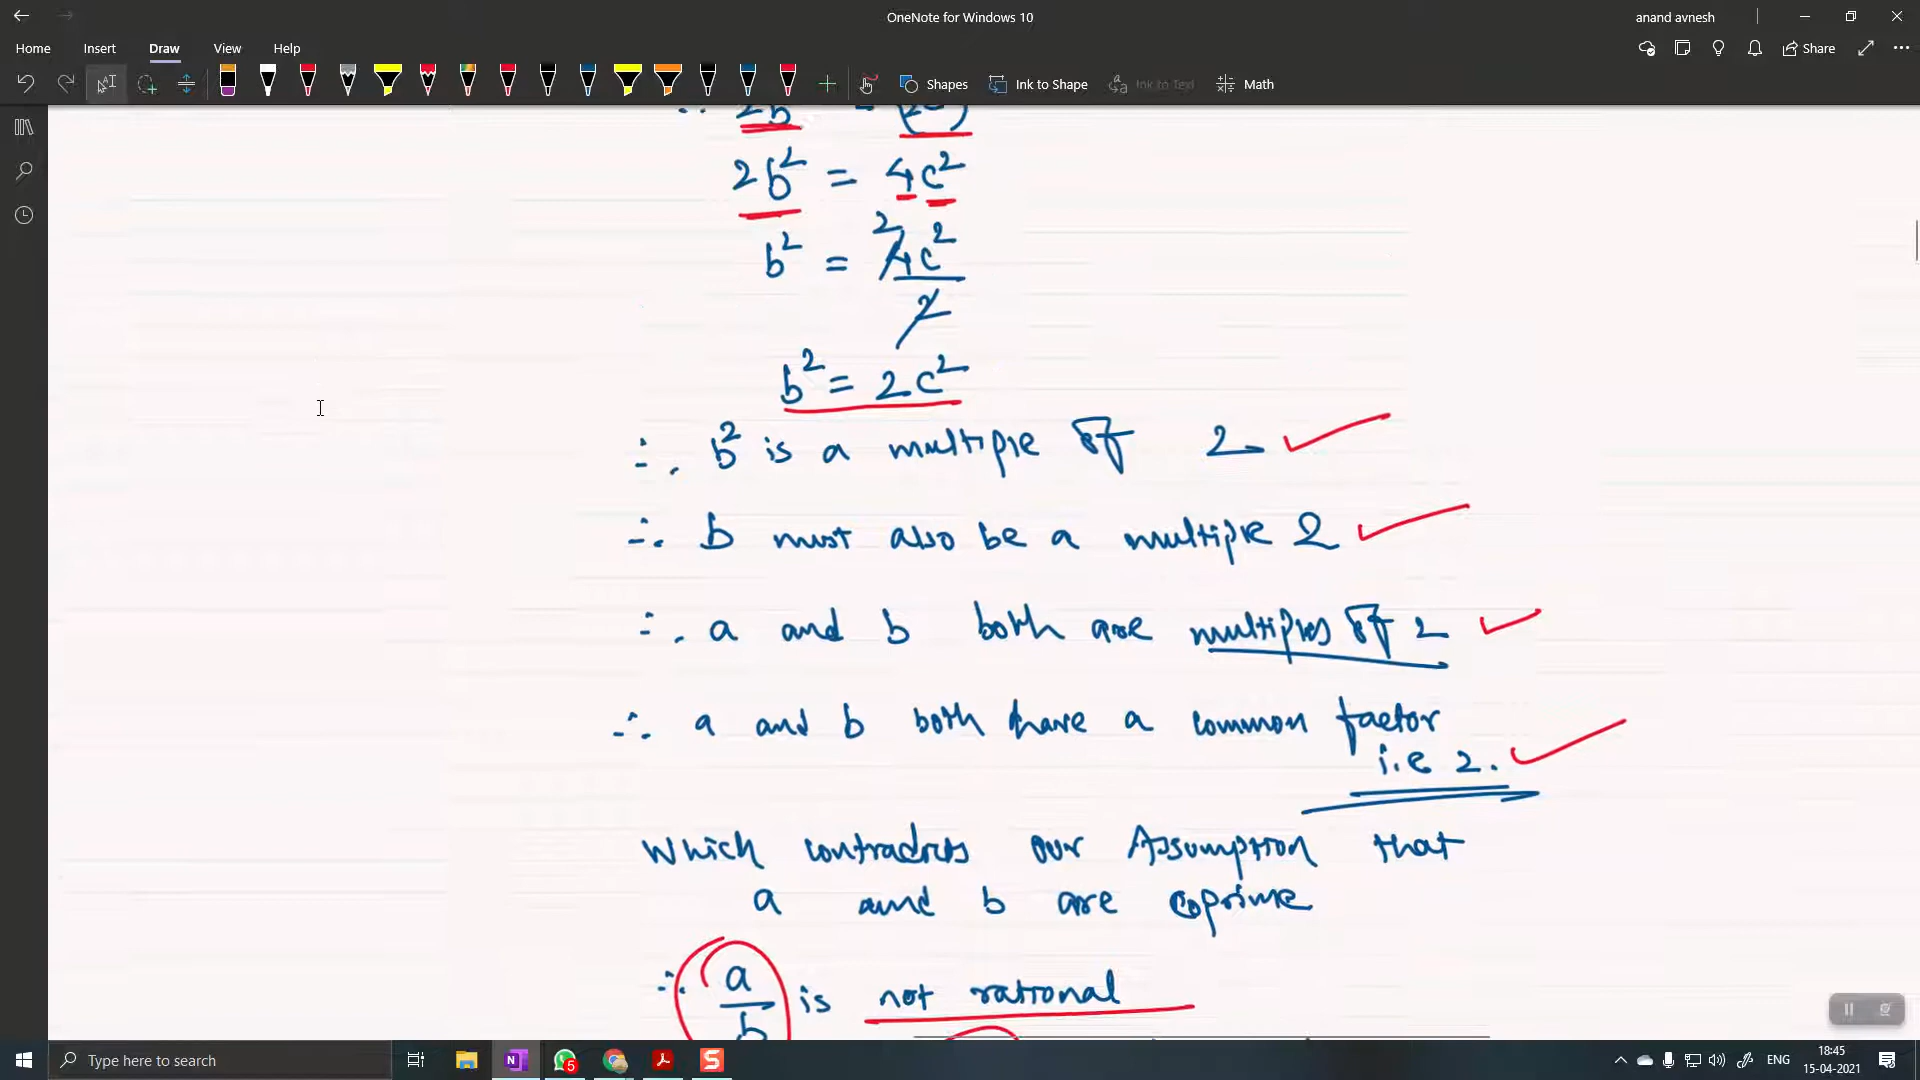 OneNote for Windows 10
anand avnesh
Home Insert Draw View Help
Share
Shapes Ink to Shape Ink to Text Math
2b² = 4c²
b² = 4c²
2
2
b² = 2c²
∴ b² is a multiple of 2
∴ b must also be a multiple 2
∴ a and b both are multiples of 2
∴ a and b both have a common factor
i.e 2.
Which contradicts our Assumption that
a and b are coprime
∴ a is not rational
b
Type here to search
5
ENG
18:45
15-04-2021